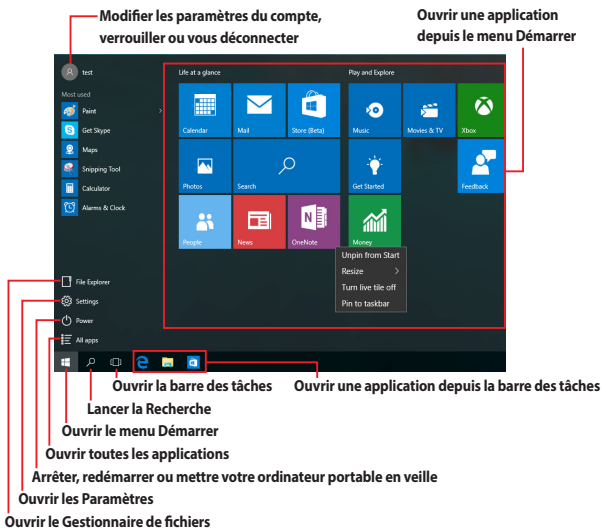 Modifier les paramètres du compte,
verrouiller ou vous déconnecter
Ouvrir une application
depuis le menu Démarrer
test
Most used
Paint
Get Skype
Maps
Snipping Tool
Calculator
Alarms & Clock
File Explorer
Settings
Power
All apps
Life at a glance
Play and Explore
Calendar
Mail
Store (Beta)
Music
Movies & TV
Xbox
Photos
Search
Get Started
Feedback
People
News
OneNote
Money
Unpin from Start
Resize
Turn live tile off
Pin to taskbar
Ouvrir la barre des tâches
Ouvrir une application depuis la barre des tâches
Lancer la Recherche
Ouvrir le menu Démarrer
Ouvrir toutes les applications
Arrêter, redémarrer ou mettre votre ordinateur portable en veille
Ouvrir les Paramètres
Ouvrir le Gestionnaire de fichiers